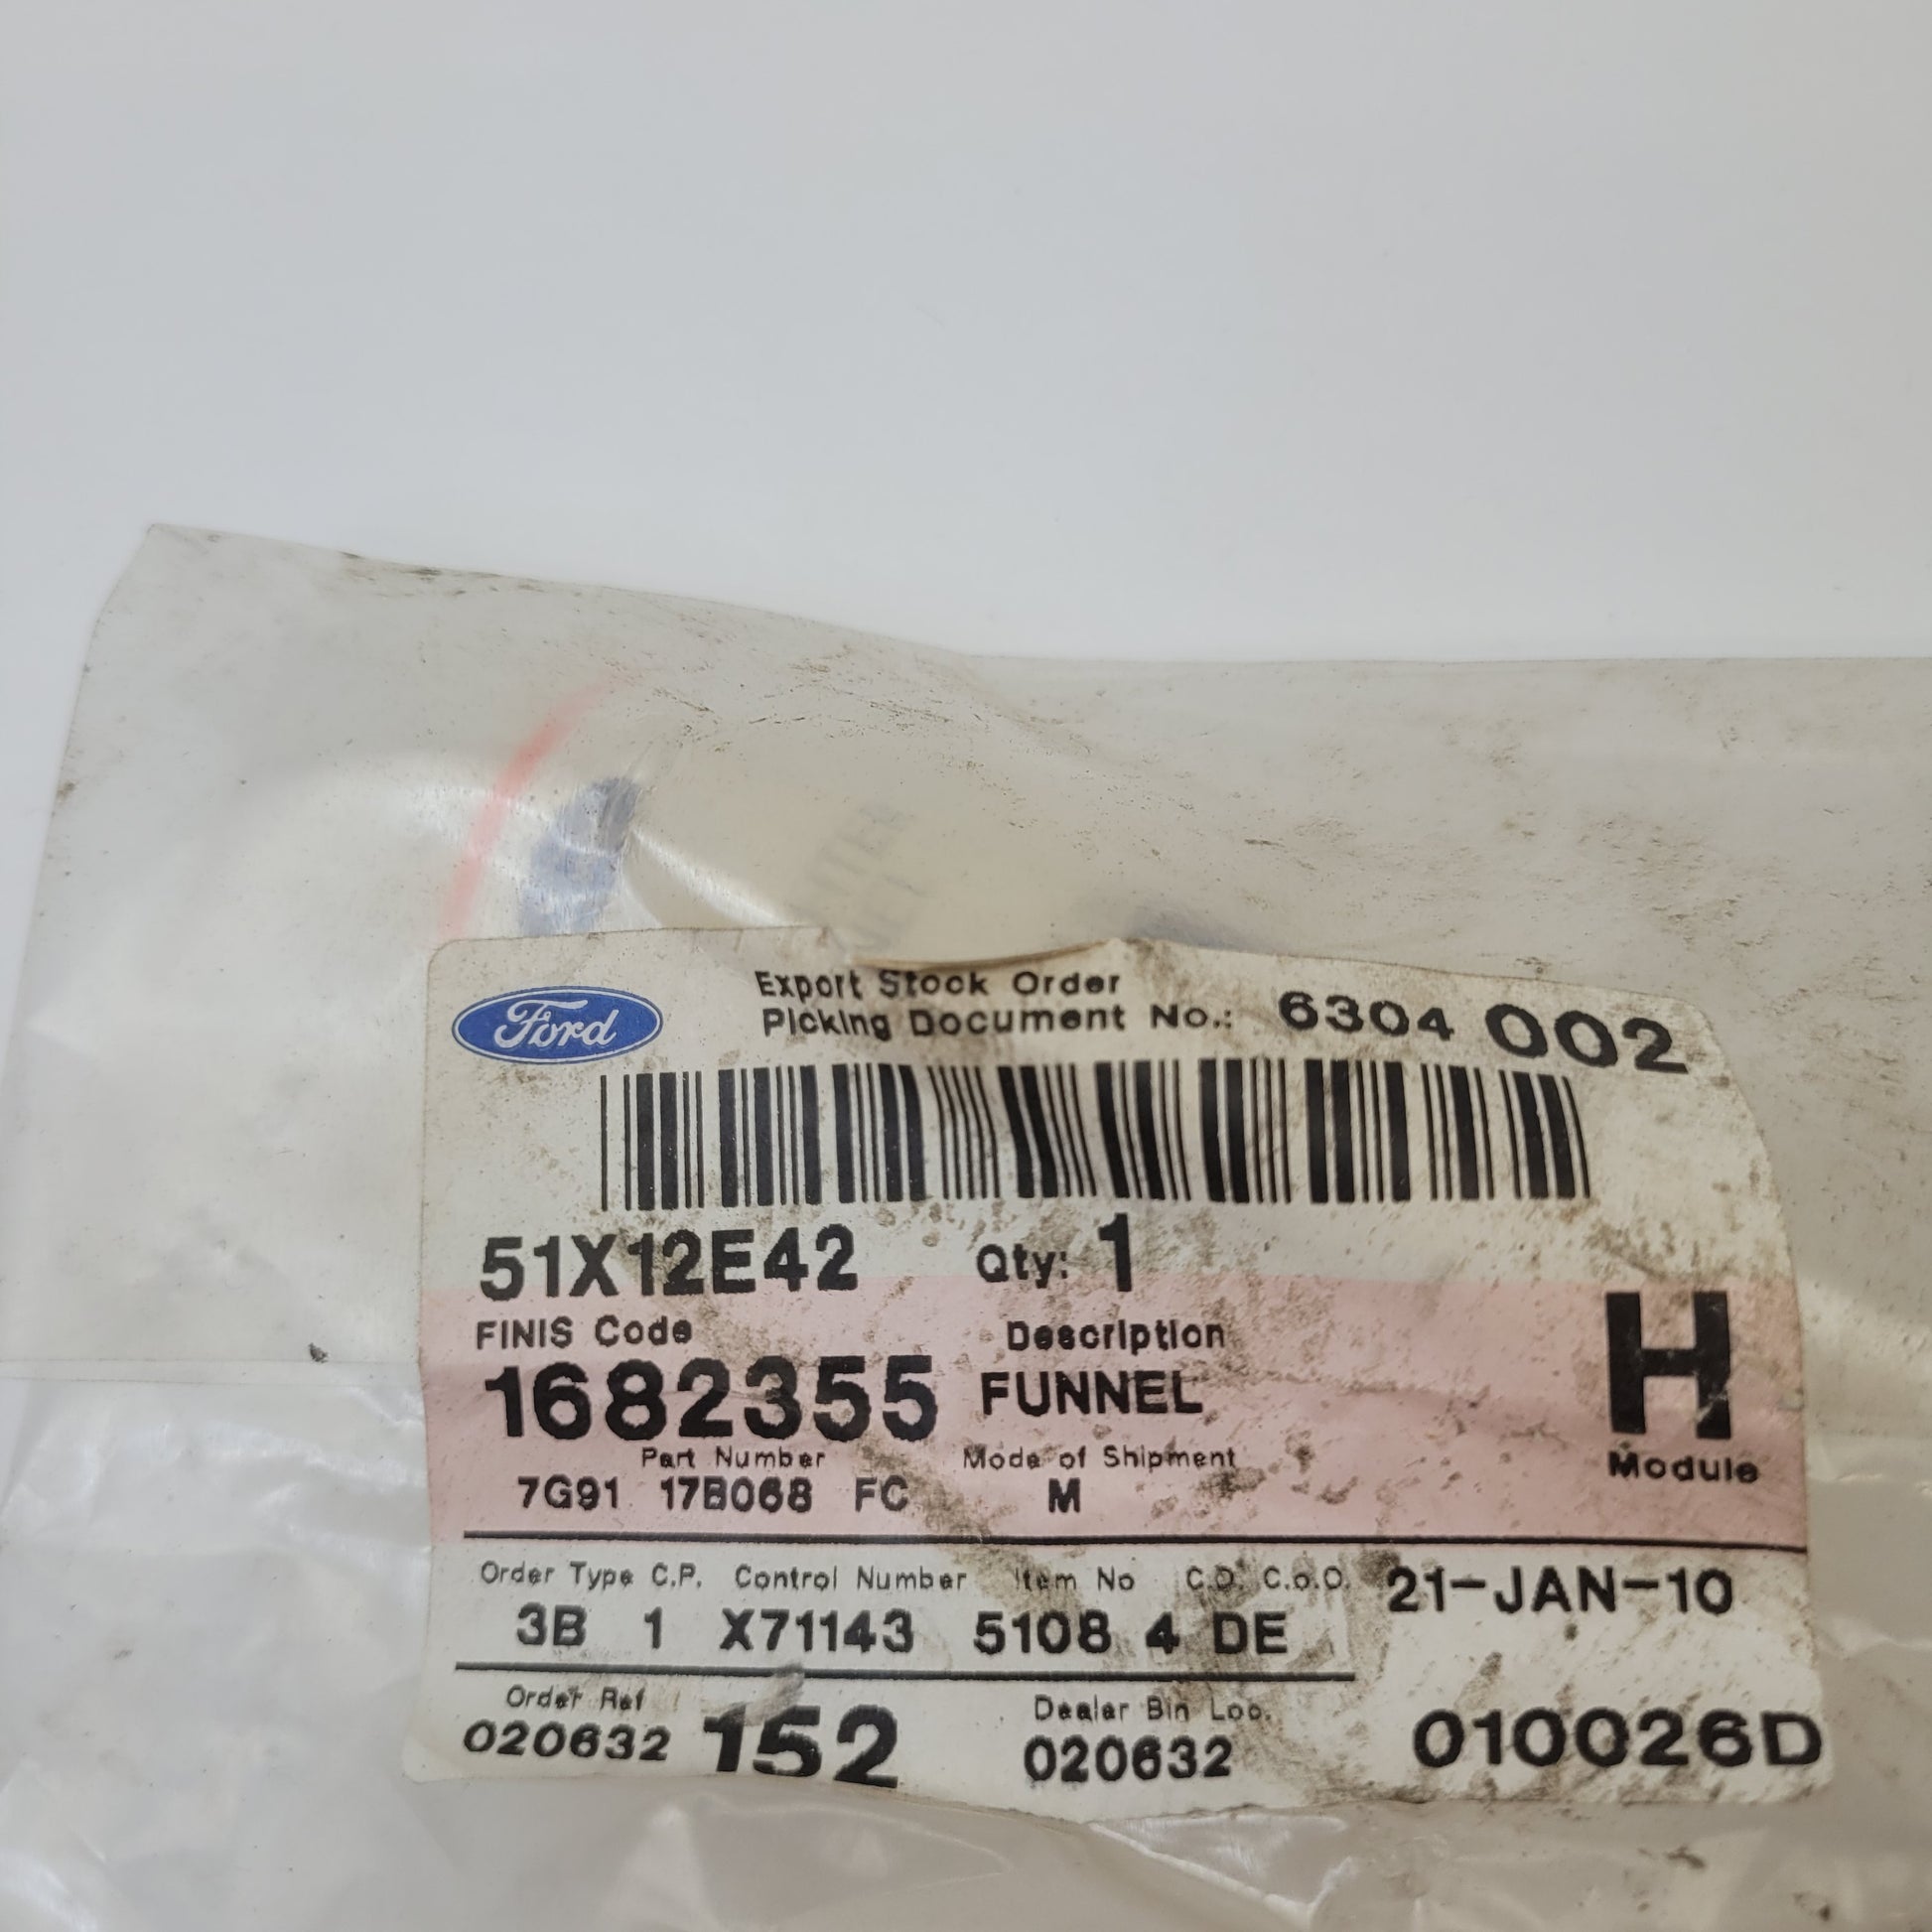 Ford
Export Stock Order
Picking Document No.: 6304 002
51X12E42 Qty: 1
FINIS Code Description
1682355 FUNNEL H
Part Number Mode of Shipment Module
7G91 17B068 FC M
Order Type C.P. Control Number Item No C.D. C.o.O. 21-JAN-10
3B 1 X71143 5108 4 DE
Order Ref Dealer Bin Loc.
020632 152 020632 010026D